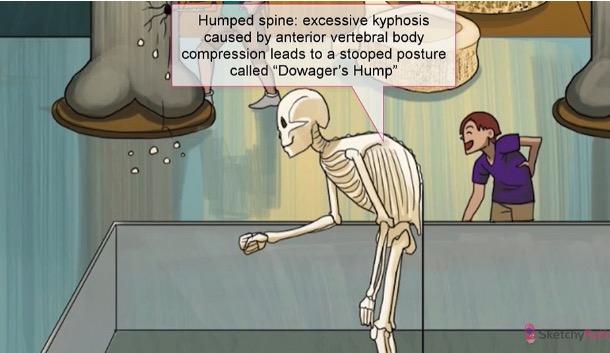 Humped spine: excessive kyphosis
caused by anterior vertebral body
compression leads to a stooped posture
called “Dowager’s Hump”